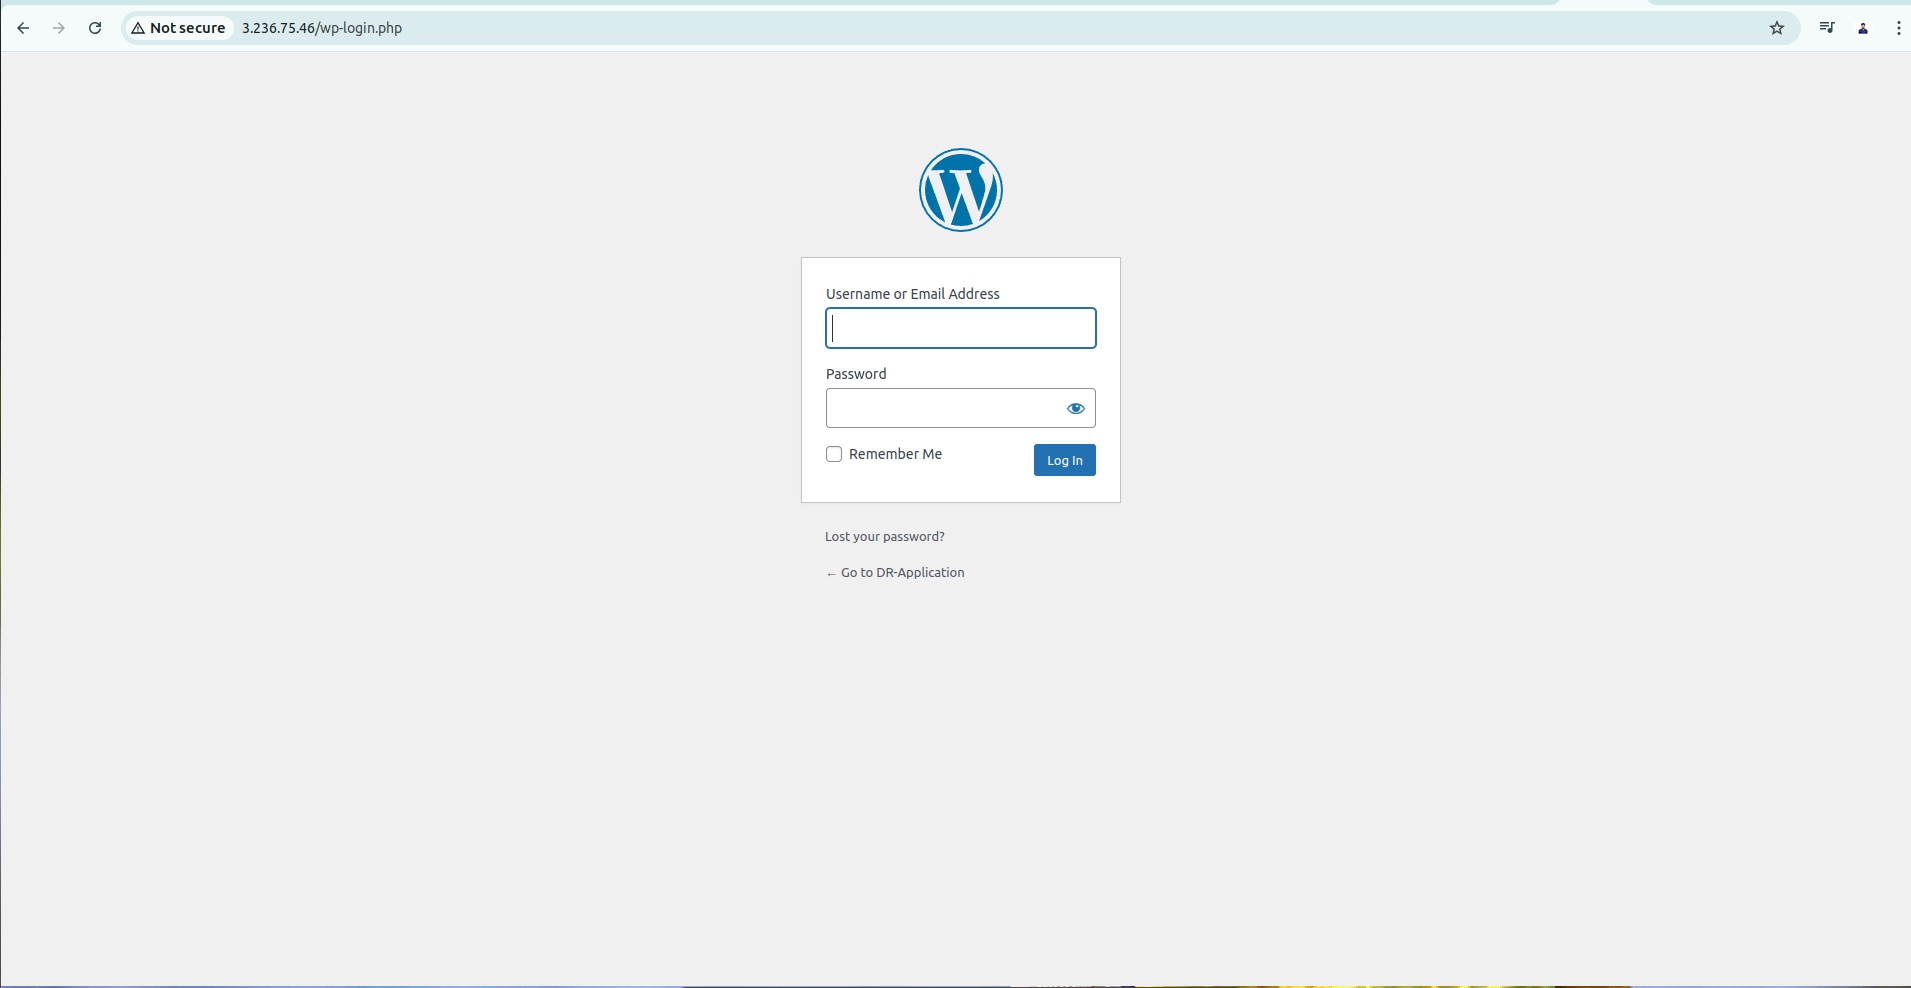 Not secure 3.236.75.46/wp-login.php
Username or Email Address
Password
Remember Me
Log In
Lost your password?
← Go to DR-Application